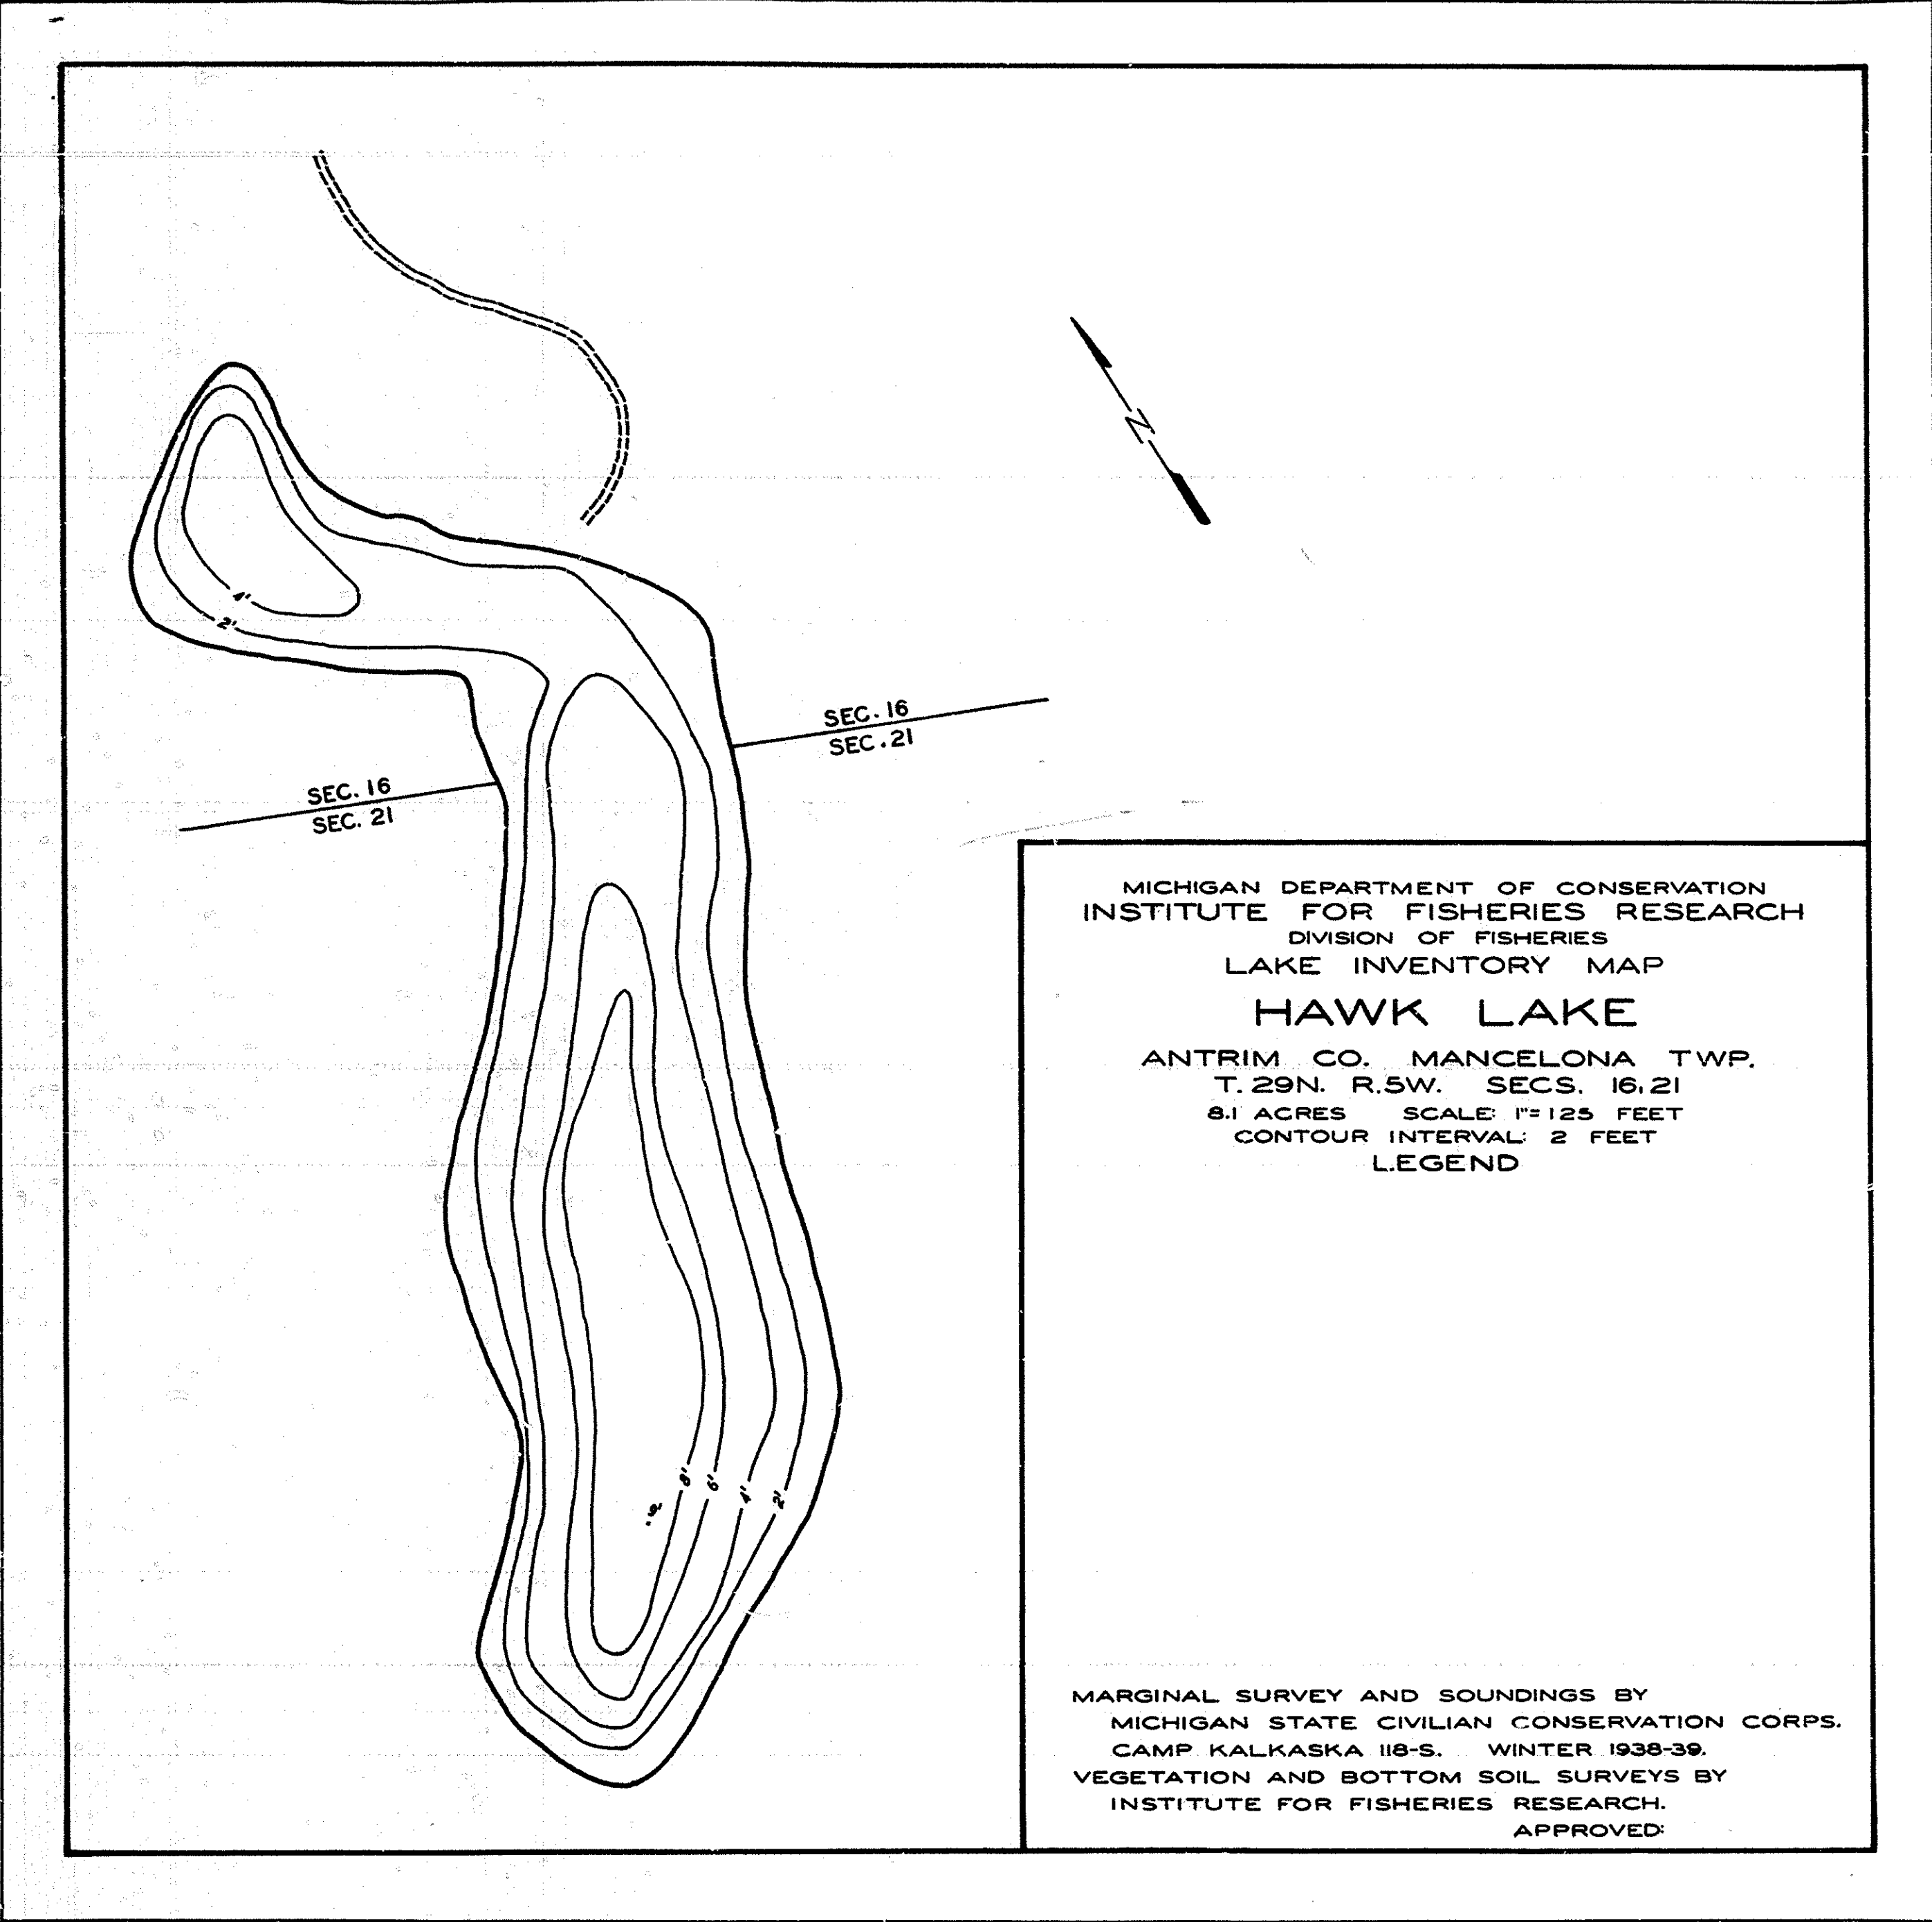 N
4'
2'
SEC. 16
SEC. 21
SEC. 16
SEC. 21
8'
6'
4'
2'
9'
MICHIGAN DEPARTMENT OF CONSERVATION
INSTITUTE FOR FISHERIES RESEARCH
DIVISION OF FISHERIES
LAKE INVENTORY MAP
HAWK LAKE
ANTRIM CO. MANCELONA TWP.
T. 29N. R.5W. SECS. 16,21
8.1 ACRES SCALE: 1"=125 FEET
CONTOUR INTERVAL: 2 FEET
LEGEND
MARGINAL SURVEY AND SOUNDINGS BY
MICHIGAN STATE CIVILIAN CONSERVATION CORPS.
CAMP KALKASKA 118-S. WINTER 1938-39.
VEGETATION AND BOTTOM SOIL SURVEYS BY
INSTITUTE FOR FISHERIES RESEARCH.
APPROVED: